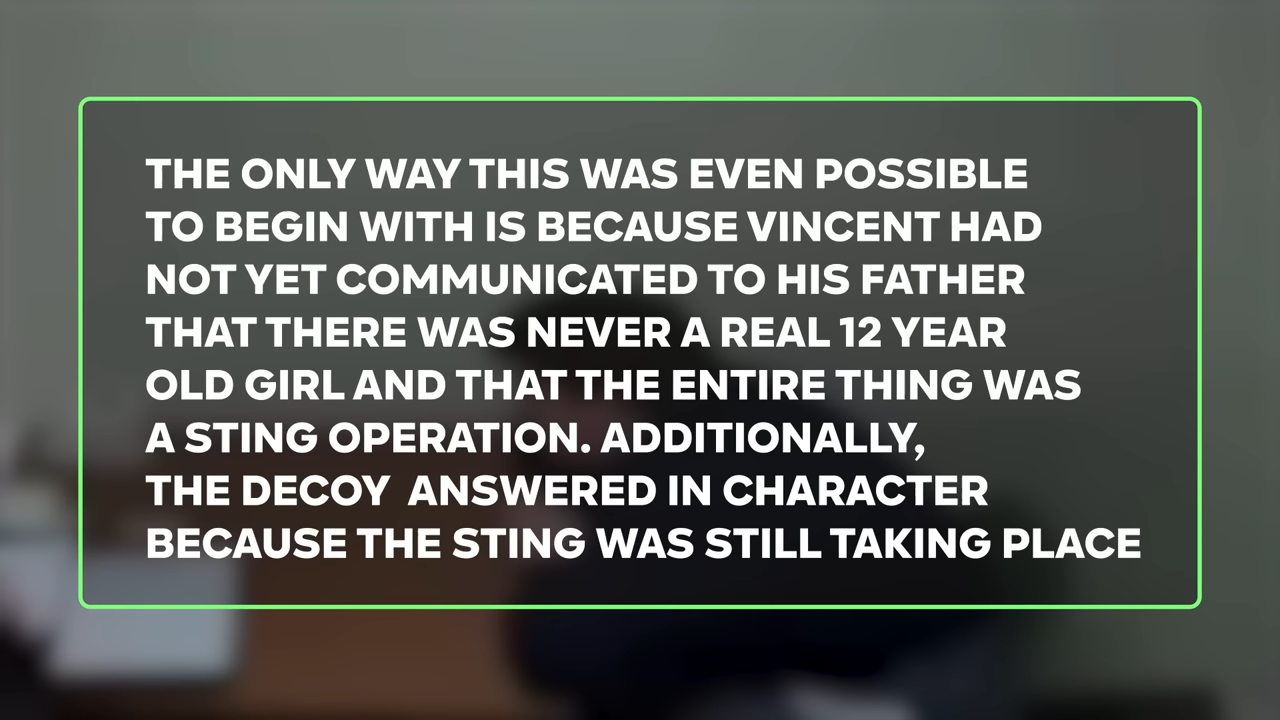 THE ONLY WAY THIS WAS EVEN POSSIBLE
TO BEGIN WITH IS BECAUSE VINCENT HAD
NOT YET COMMUNICATED TO HIS FATHER
THAT THERE WAS NEVER A REAL 12 YEAR
OLD GIRL AND THAT THE ENTIRE THING WAS
A STING OPERATION. ADDITIONALLY,
THE DECOY  ANSWERED IN CHARACTER
BECAUSE THE STING WAS STILL TAKING PLACE